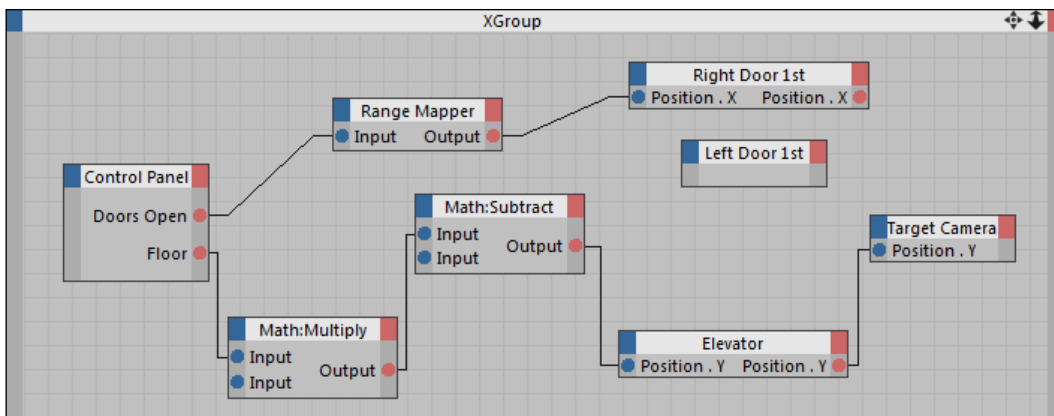 XGroup
Right Door 1st
Position . X Position . X
Range Mapper
Input Output
Left Door 1st
Control Panel
Doors Open
Floor
Math:Subtract
Input
Output
Input
Target Camera
Position . Y
Math:Multiply
Input
Output
Input
Elevator
Position . Y Position . Y